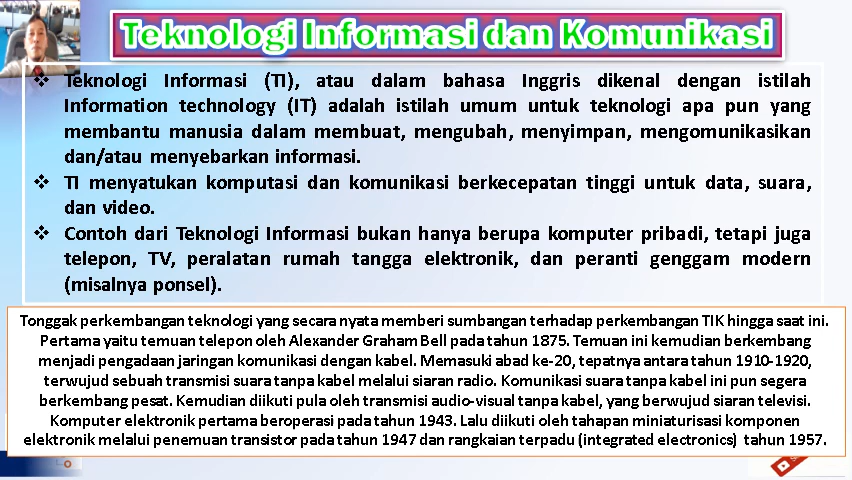 Teknologi Informasi dan Komunikasi
❖ Teknologi Informasi (TI), atau dalam bahasa Inggris dikenal dengan istilah
Information technology (IT) adalah istilah umum untuk teknologi apa pun yang
membantu manusia dalam membuat, mengubah, menyimpan, mengomunikasikan
dan/atau menyebarkan informasi.
❖ TI menyatukan komputasi dan komunikasi berkecepatan tinggi untuk data, suara,
dan video.
❖ Contoh dari Teknologi Informasi bukan hanya berupa komputer pribadi, tetapi juga
telepon, TV, peralatan rumah tangga elektronik, dan peranti genggam modern
(misalnya ponsel).
Tonggak perkembangan teknologi yang secara nyata memberi sumbangan terhadap perkembangan TIK hingga saat ini.
Pertama yaitu temuan telepon oleh Alexander Graham Bell pada tahun 1875. Temuan ini kemudian berkembang
menjadi pengadaan jaringan komunikasi dengan kabel. Memasuki abad ke-20, tepatnya antara tahun 1910-1920,
terwujud sebuah transmisi suara tanpa kabel melalui siaran radio. Komunikasi suara tanpa kabel ini pun segera
berkembang pesat. Kemudian diikuti pula oleh transmisi audio-visual tanpa kabel, yang berwujud siaran televisi.
Komputer elektronik pertama beroperasi pada tahun 1943. Lalu diikuti oleh tahapan miniaturisasi komponen
elektronik melalui penemuan transistor pada tahun 1947 dan rangkaian terpadu (integrated electronics) tahun 1957.